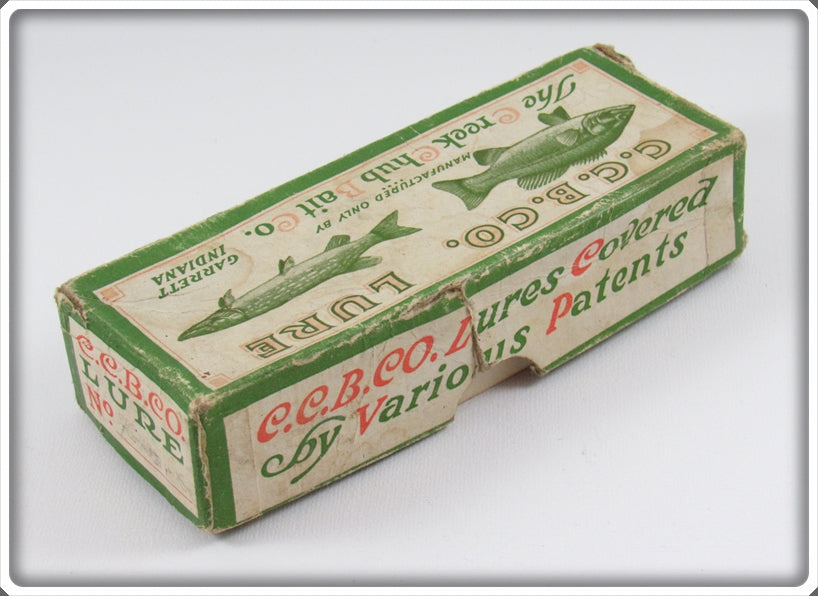 C.C.B.CO. LURE
MANUFACTURED ONLY BY
The Creek Chub Bait Co.
GARRETT
INDIANA
C.C.B.CO. Lures Covered
by Various Patents
C.C.B.CO.
LURE
No